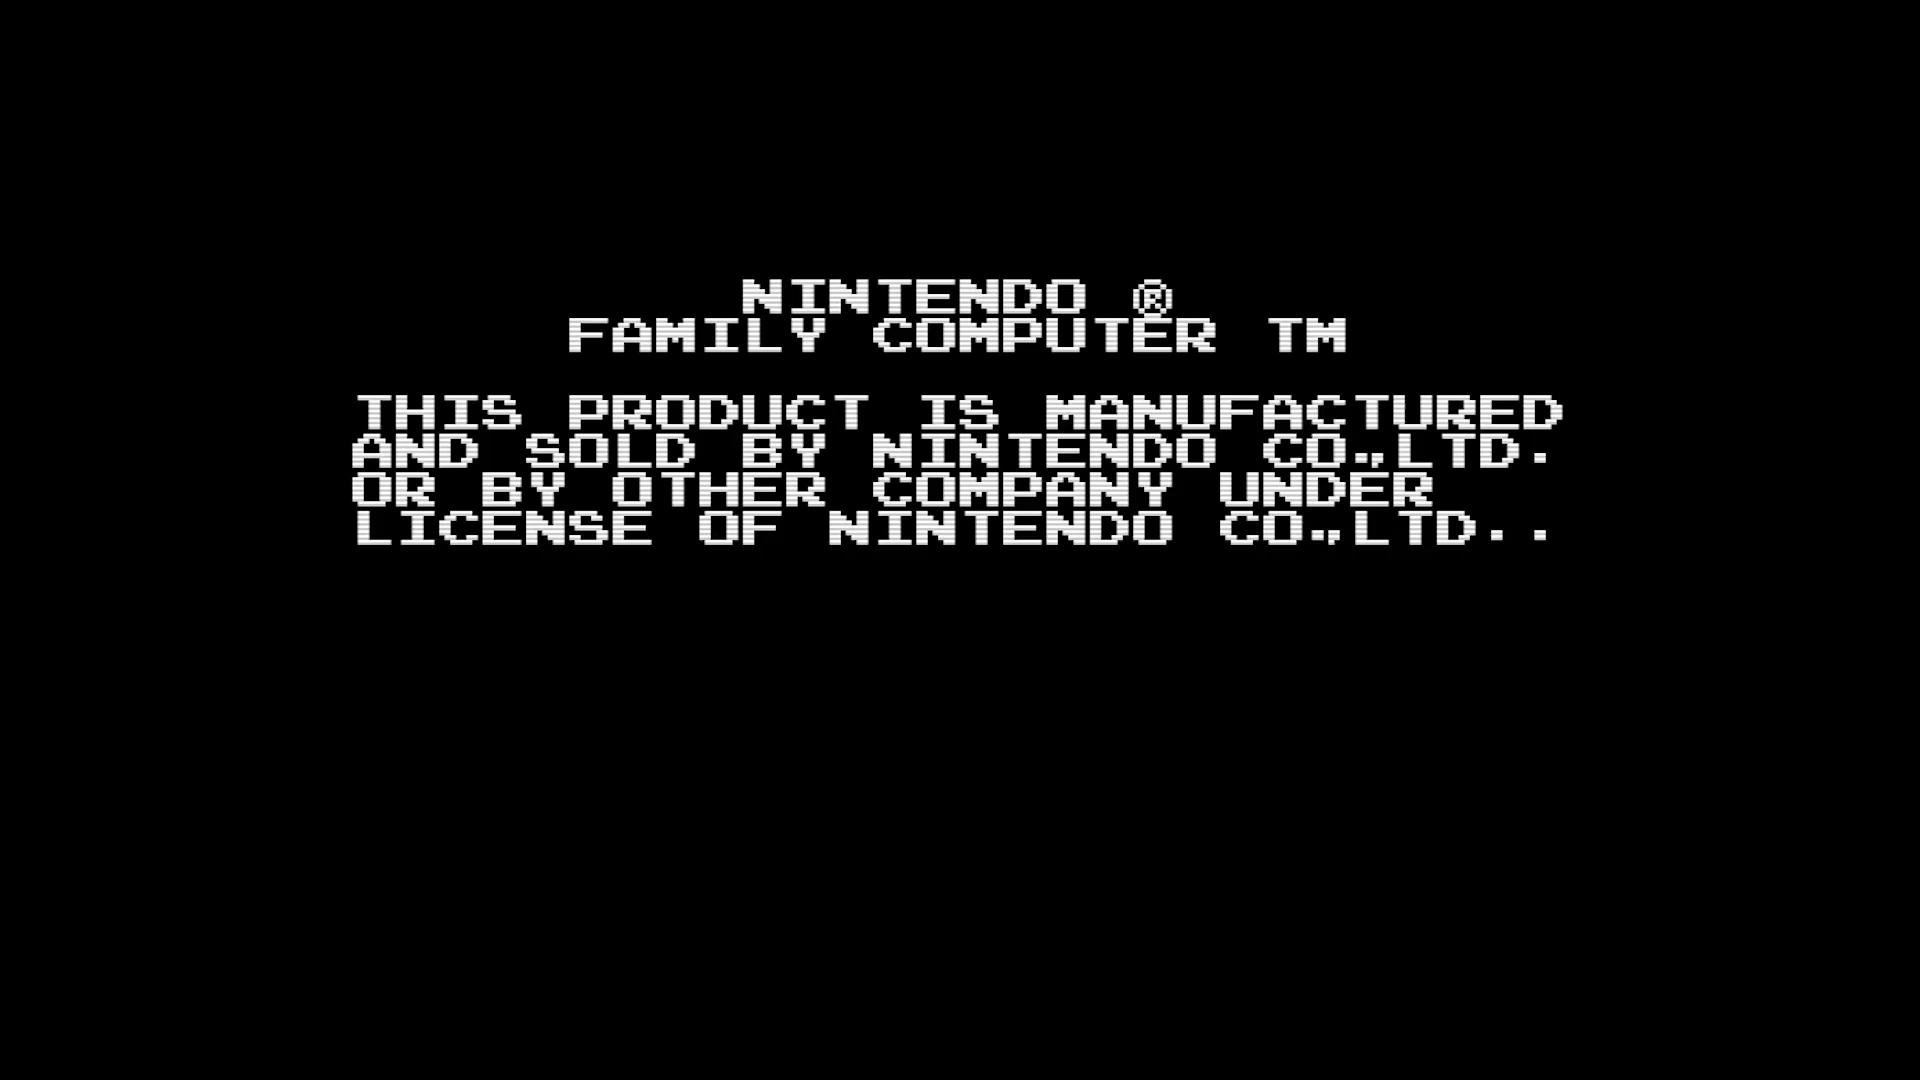 NINTENDO ®
FAMILY COMPUTER TM
THIS PRODUCT IS MANUFACTURED
AND SOLD BY NINTENDO CO.,LTD.
OR BY OTHER COMPANY UNDER
LICENSE OF NINTENDO CO.,LTD..